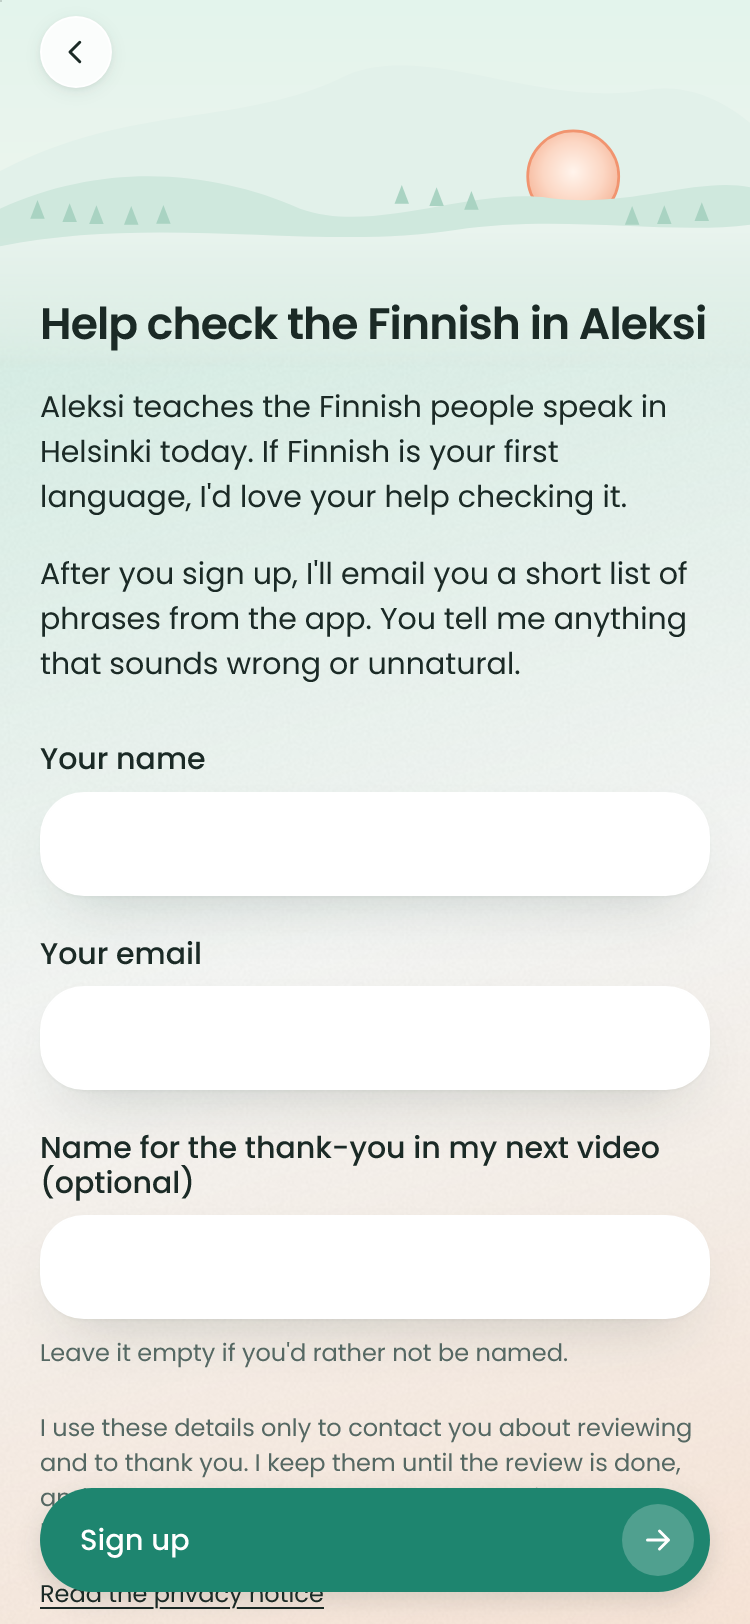 Help check the Finnish in Aleksi
Aleksi teaches the Finnish people speak in
Helsinki today. If Finnish is your first
language, I'd love your help checking it.
After you sign up, I'll email you a short list of
phrases from the app. You tell me anything
that sounds wrong or unnatural.
Your name
Your email
Name for the thank-you in my next video
(optional)
Leave it empty if you'd rather not be named.
I use these details only to contact you about reviewing
and to thank you. I keep them until the review is done,
Sign up
Read the privacy notice